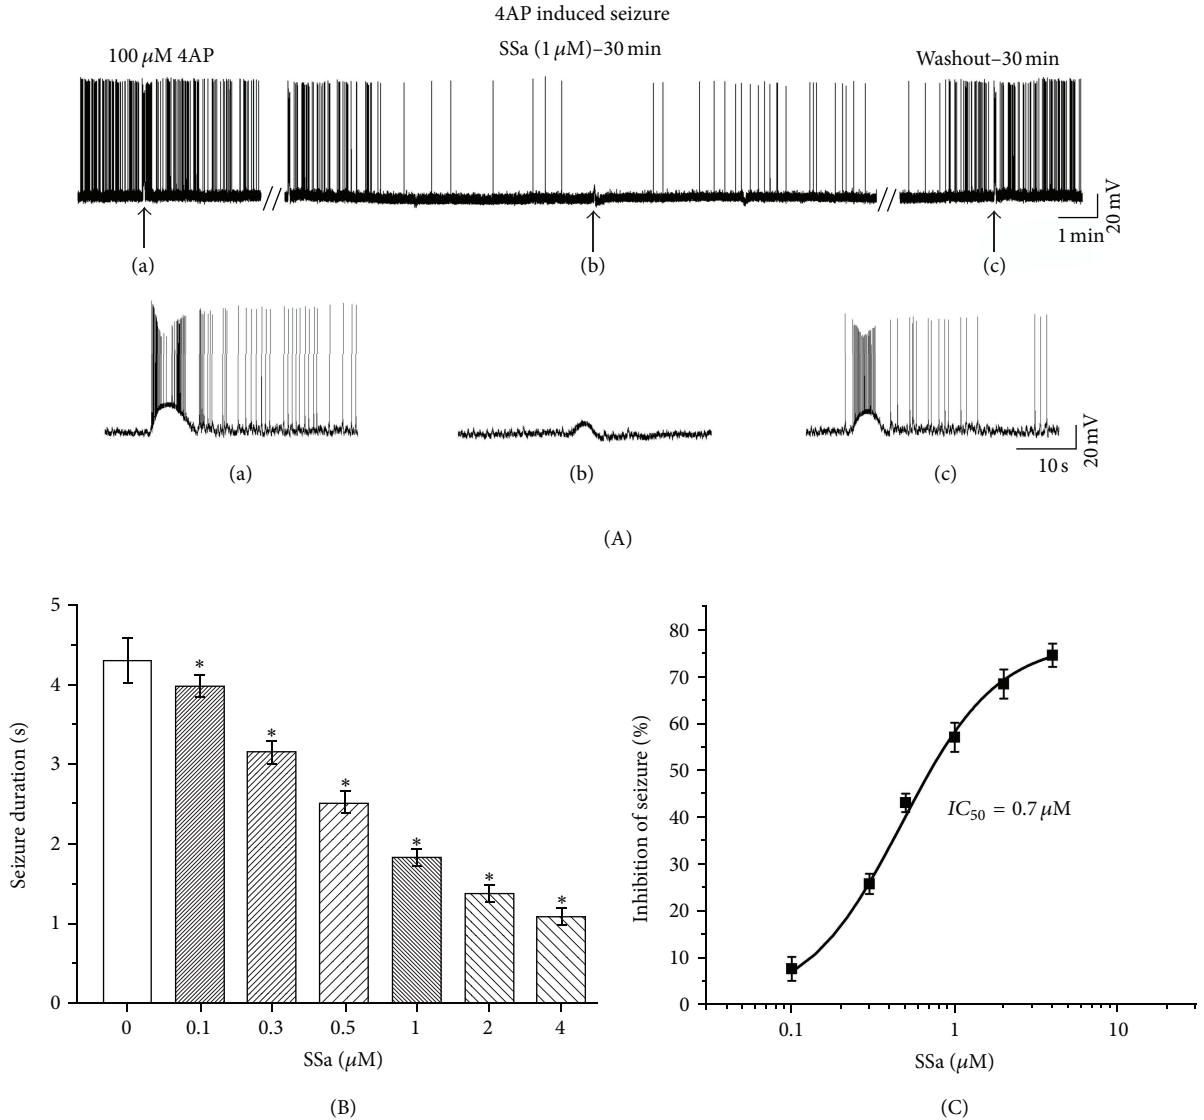 4AP induced seizure
100 μM 4AP
SSa (1 μM)–30 min
Washout–30 min
20 mV
1 min
(a)
(b)
(c)
20 mV
10 s
(a)
(b)
(c)
(A)
Seizure duration (s)
5
4
3
2
1
0
0 0.1 0.3 0.5 1 2 4
* * * * * *
SSa (μM)
(B)
Inhibition of seizure (%)
80
70
60
50
40
30
20
10
0
IC50 = 0.7 μM
0.1 1 10
SSa (μM)
(C)